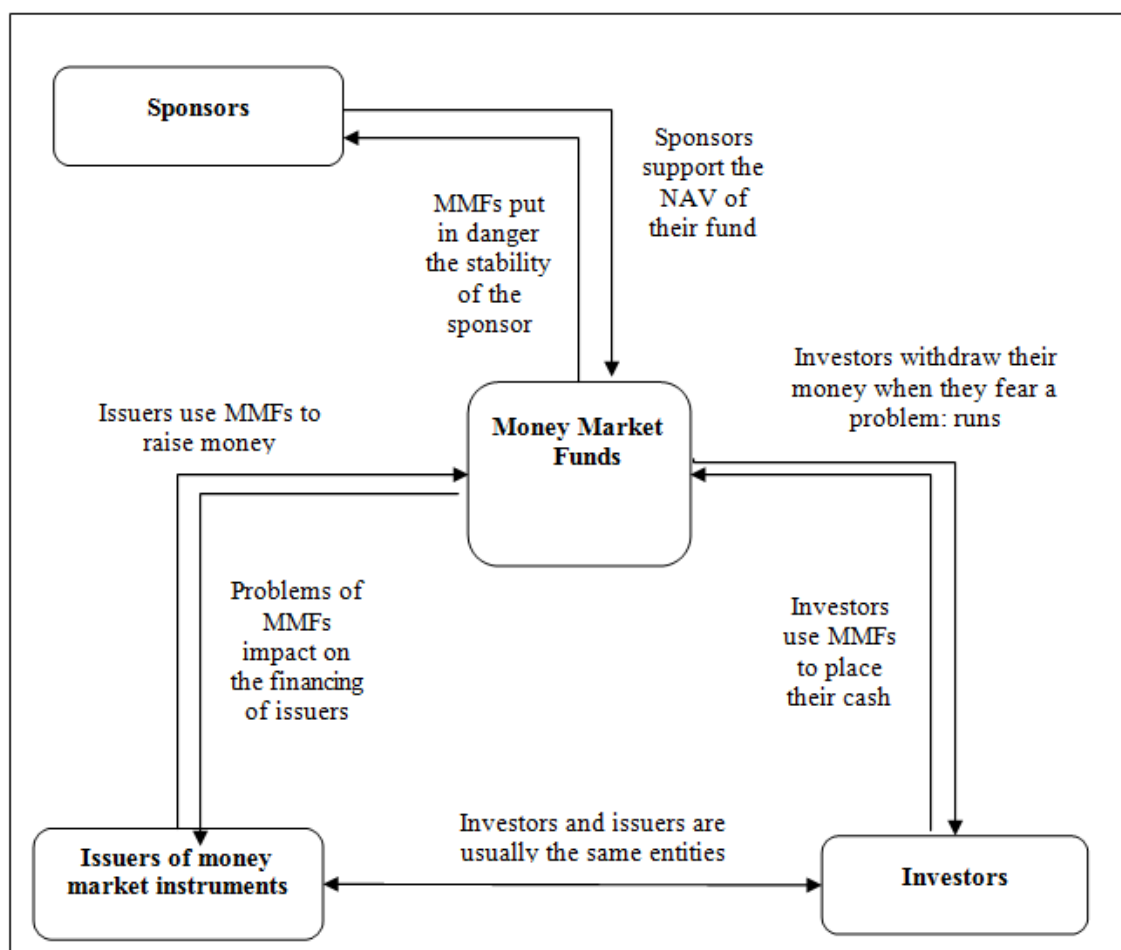 Sponsors
Sponsors
support the
NAV of
their fund
MMFs put
in danger
the stability
of the
sponsor
Investors withdraw their
money when they fear a
problem: runs
Issuers use MMFs to
raise money
Money Market
Funds
Problems of
MMFs
impact on
the financing
of issuers
Investors
use MMFs
to place
their cash
Investors and issuers are
usually the same entities
Issuers of money
market instruments
Investors